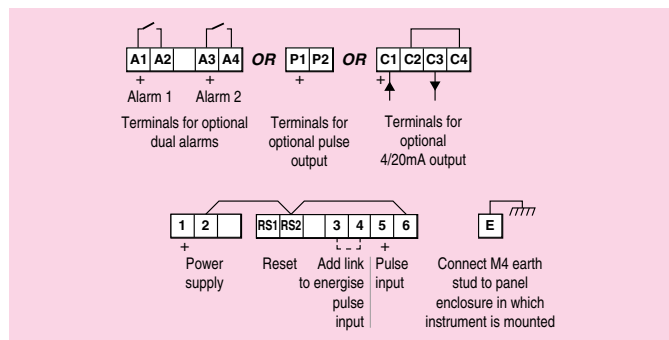 A1 A2 A3 A4 OR P1 P2 OR C1 C2 C3 C4
+ + + +
Alarm 1 Alarm 2
Terminals for optional
dual alarms
Terminals for
optional pulse
output
Terminals for
optional
4/20mA output
1 2 RS1 RS2 3 4 5 6 E
+ +
Power
supply
Reset
Add link
to energise
pulse
input
Pulse
input
Connect M4 earth
stud to panel
enclosure in which
instrument is mounted